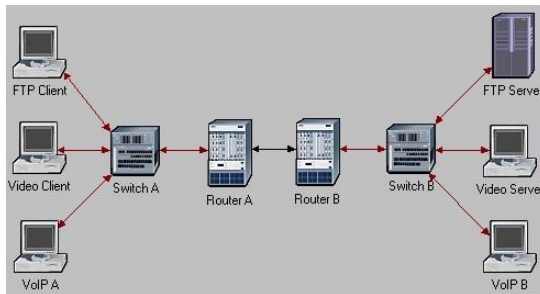 FTP Client
FTP Serve
Video Client
Switch A
Router A
Router B
Switch B
Video Serve
VoIP A
VoIP B